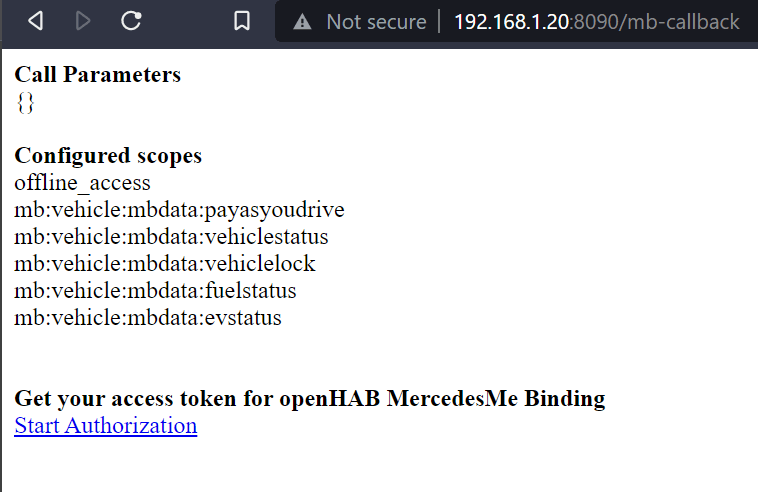 Not secure | 192.168.1.20:8090/mb-callback
Call Parameters
{}
Configured scopes
offline_access
mb:vehicle:mbdata:payasyoudrive
mb:vehicle:mbdata:vehiclestatus
mb:vehicle:mbdata:vehiclelock
mb:vehicle:mbdata:fuelstatus
mb:vehicle:mbdata:evstatus
Get your access token for openHAB MercedesMe Binding
Start Authorization